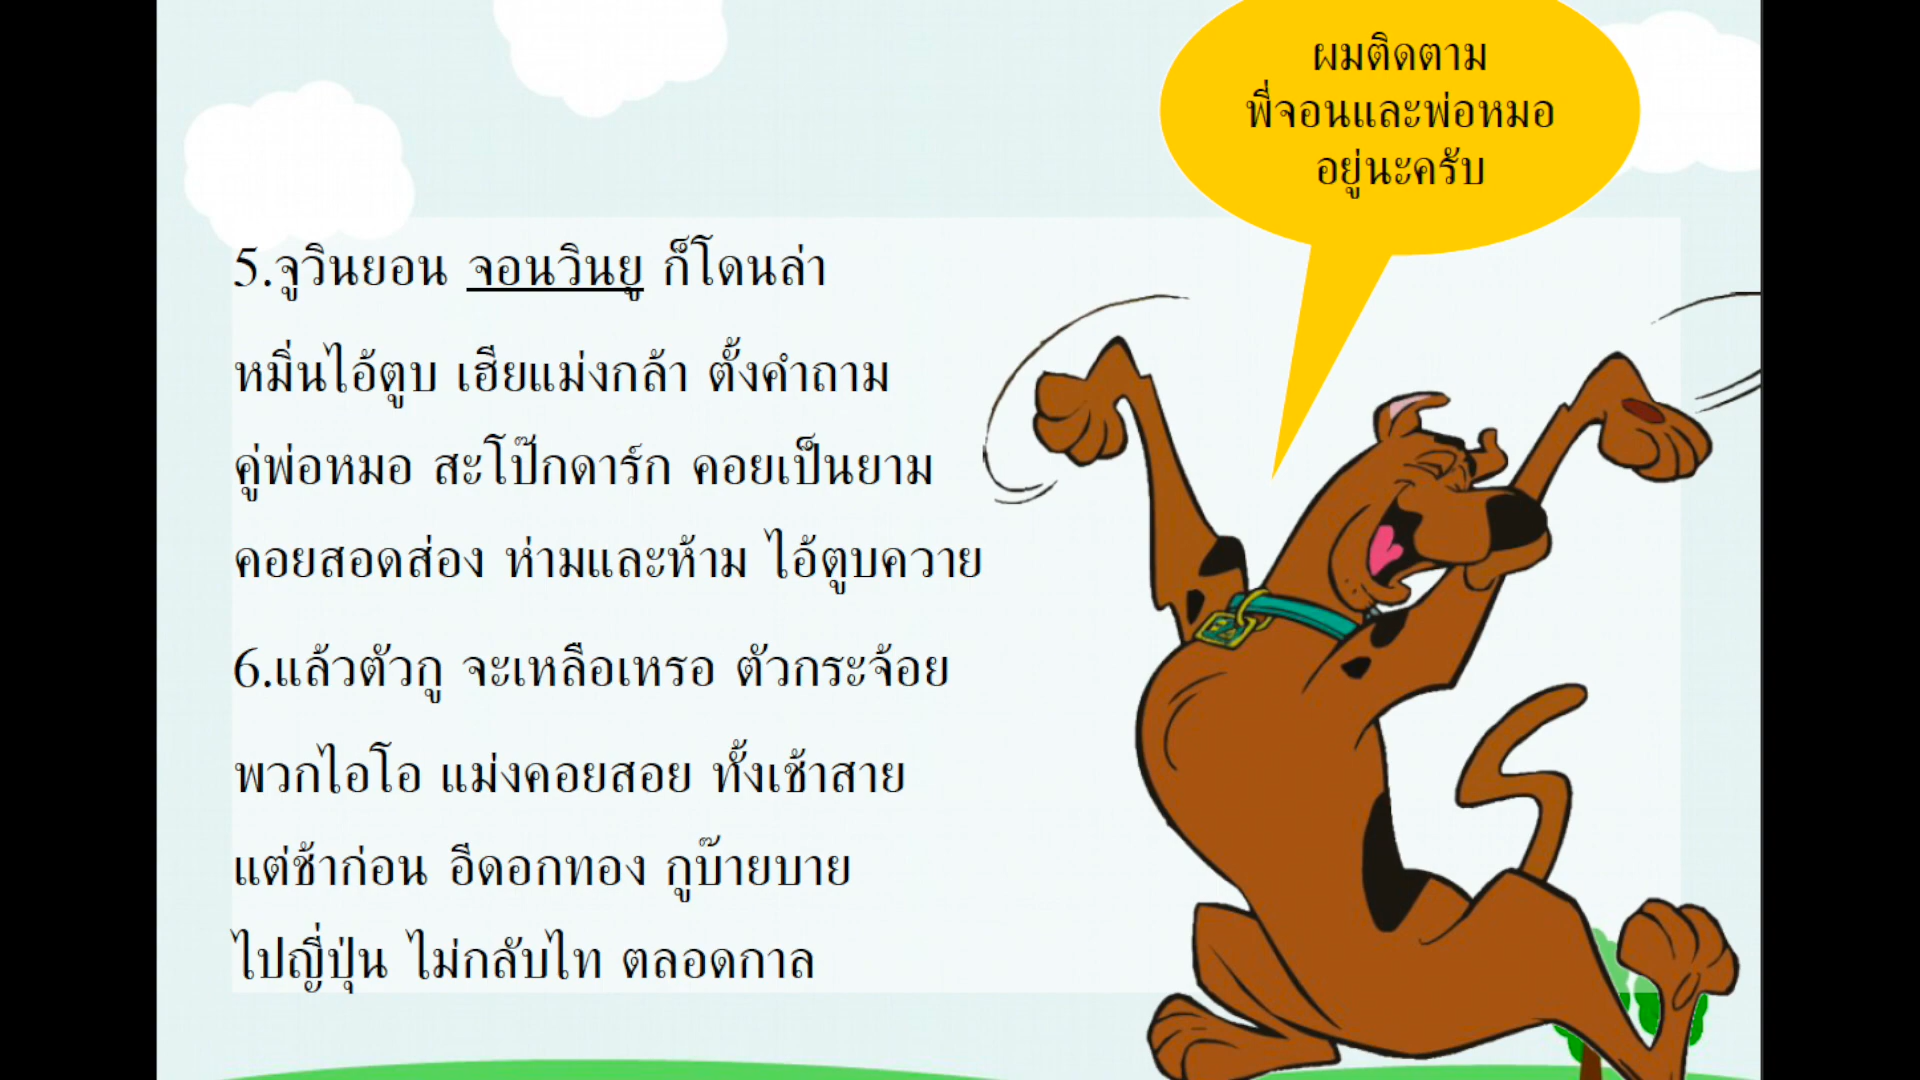 ผมติดตาม
พี่จอนและพ่อหมอ
อยู่นะครับ
5.จูวินยอน จอนวินยู ก็โดนล่า
หมิ่นไอ้ตูบ เฮียแม่งกล้า ตั้งคำถาม
คู่พ่อหมอ สะโป๊กดาร์ก คอยเป็นยาม
คอยสอดส่อง ห่ามและห้าม ไอ้ตูบควาย
6.แล้วตัวกู จะเหลือเหรอ ตัวกระจ้อย
พวกไอโอ แม่งคอยสอย ทั้งเช้าสาย
แต่ช้าก่อน อีดอกทอง กูบ๊ายบาย
ไปญี่ปุ่น ไม่กลับไท ตลอดกาล